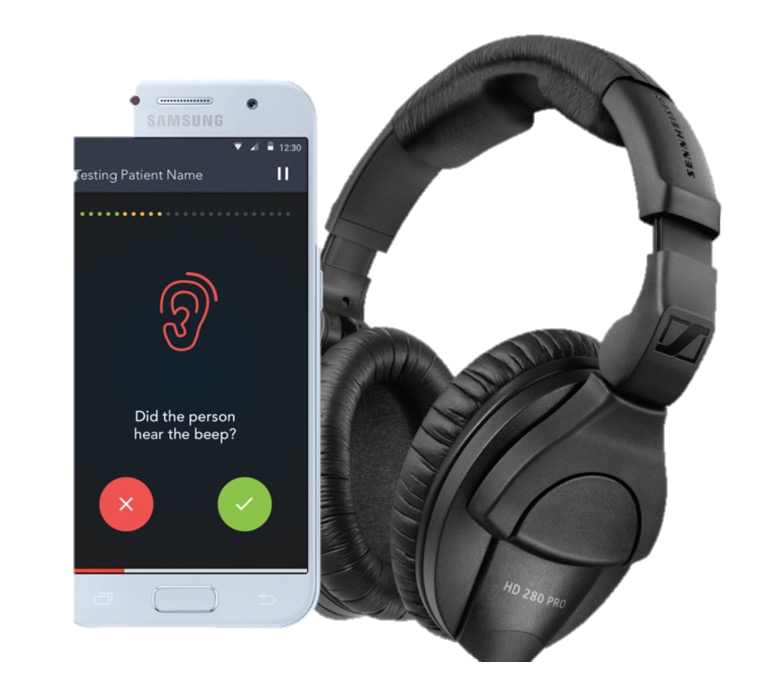 SAMSUNG
12:30
Testing Patient Name
Did the person
hear the beep?
SENNHEISER
HD 280 PRO